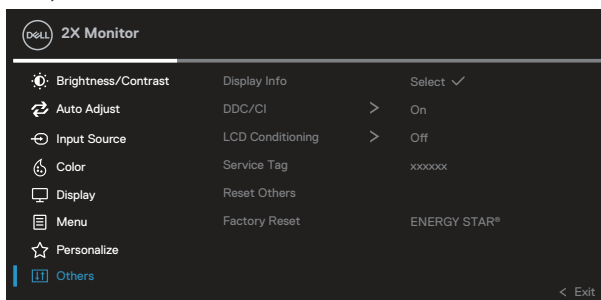 DELL 2X Monitor
Brightness/Contrast Display Info Select ✓
Auto Adjust DDC/CI > On
Input Source LCD Conditioning > Off
Color Service Tag xxxxxx
Display Reset Others
Menu Factory Reset ENERGY STAR®
Personalize
Others
< Exit